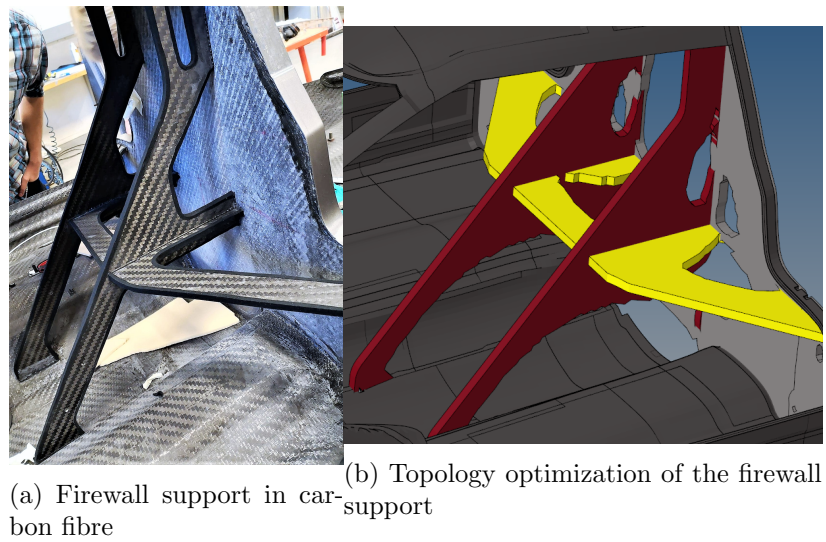 (a) Firewall support in car-
bon fibre
(b) Topology optimization of the firewall
support